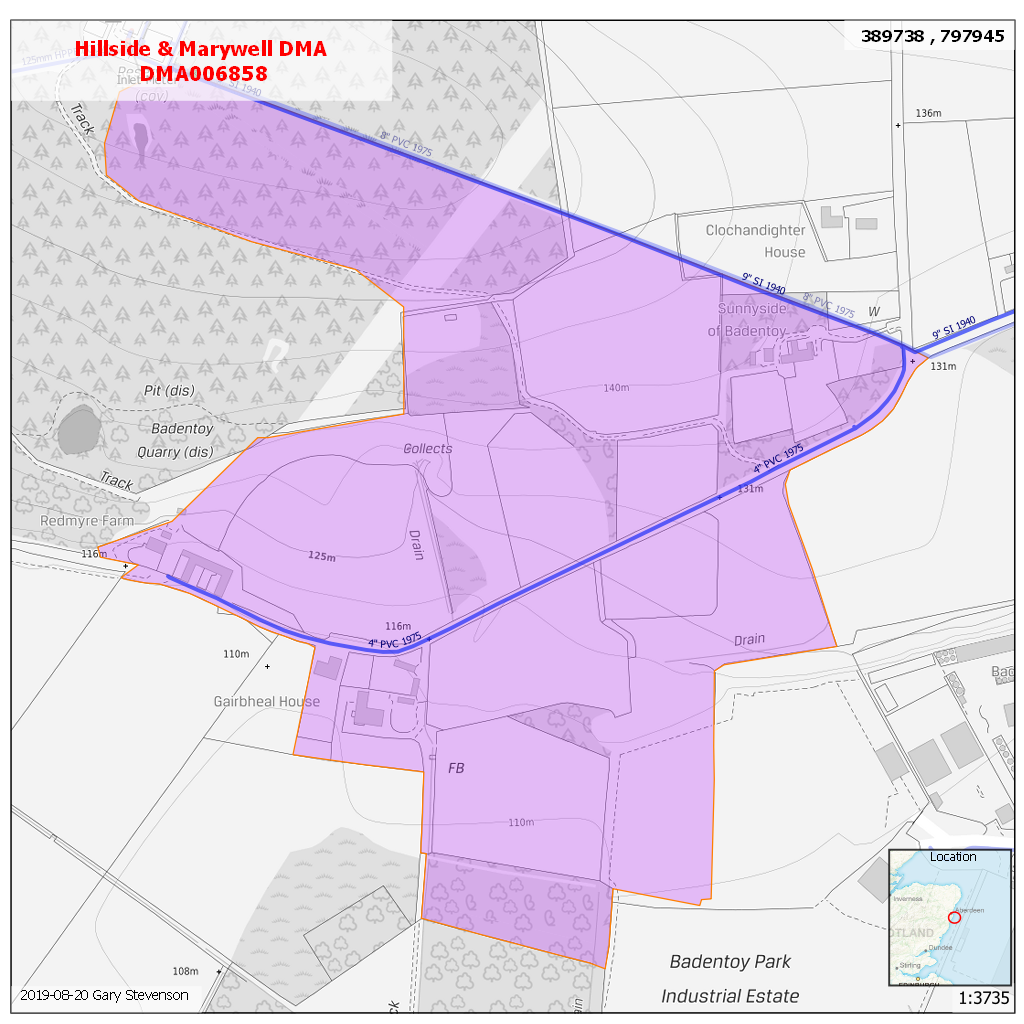 Hillside & Marywell DMA
DMA006858
389738 , 797945
125mm HPPE
Inlet Meter
(cov)
SI 1940
Track
8" PVC 1975
136m
Clochandighter
House
9" SI 1940
8" PVC 1975
W
9" SI 1940
Sunnyside
of Badentoy
131m
140m
Pit (dis)
Badentoy
Quarry (dis)
Collects
4" PVC 1975
131m
Track
Redmyre Farm
116m
125m
Drain
116m
4" PVC 1975
Drain
110m
Gairbheal House
FB
110m
Location
Inverness
Aberdeen
OTLAND
Dundee
Stirling
EDINBURGH
108m
Badentoy Park
Industrial Estate
2019-08-20 Gary Stevenson
1:3735